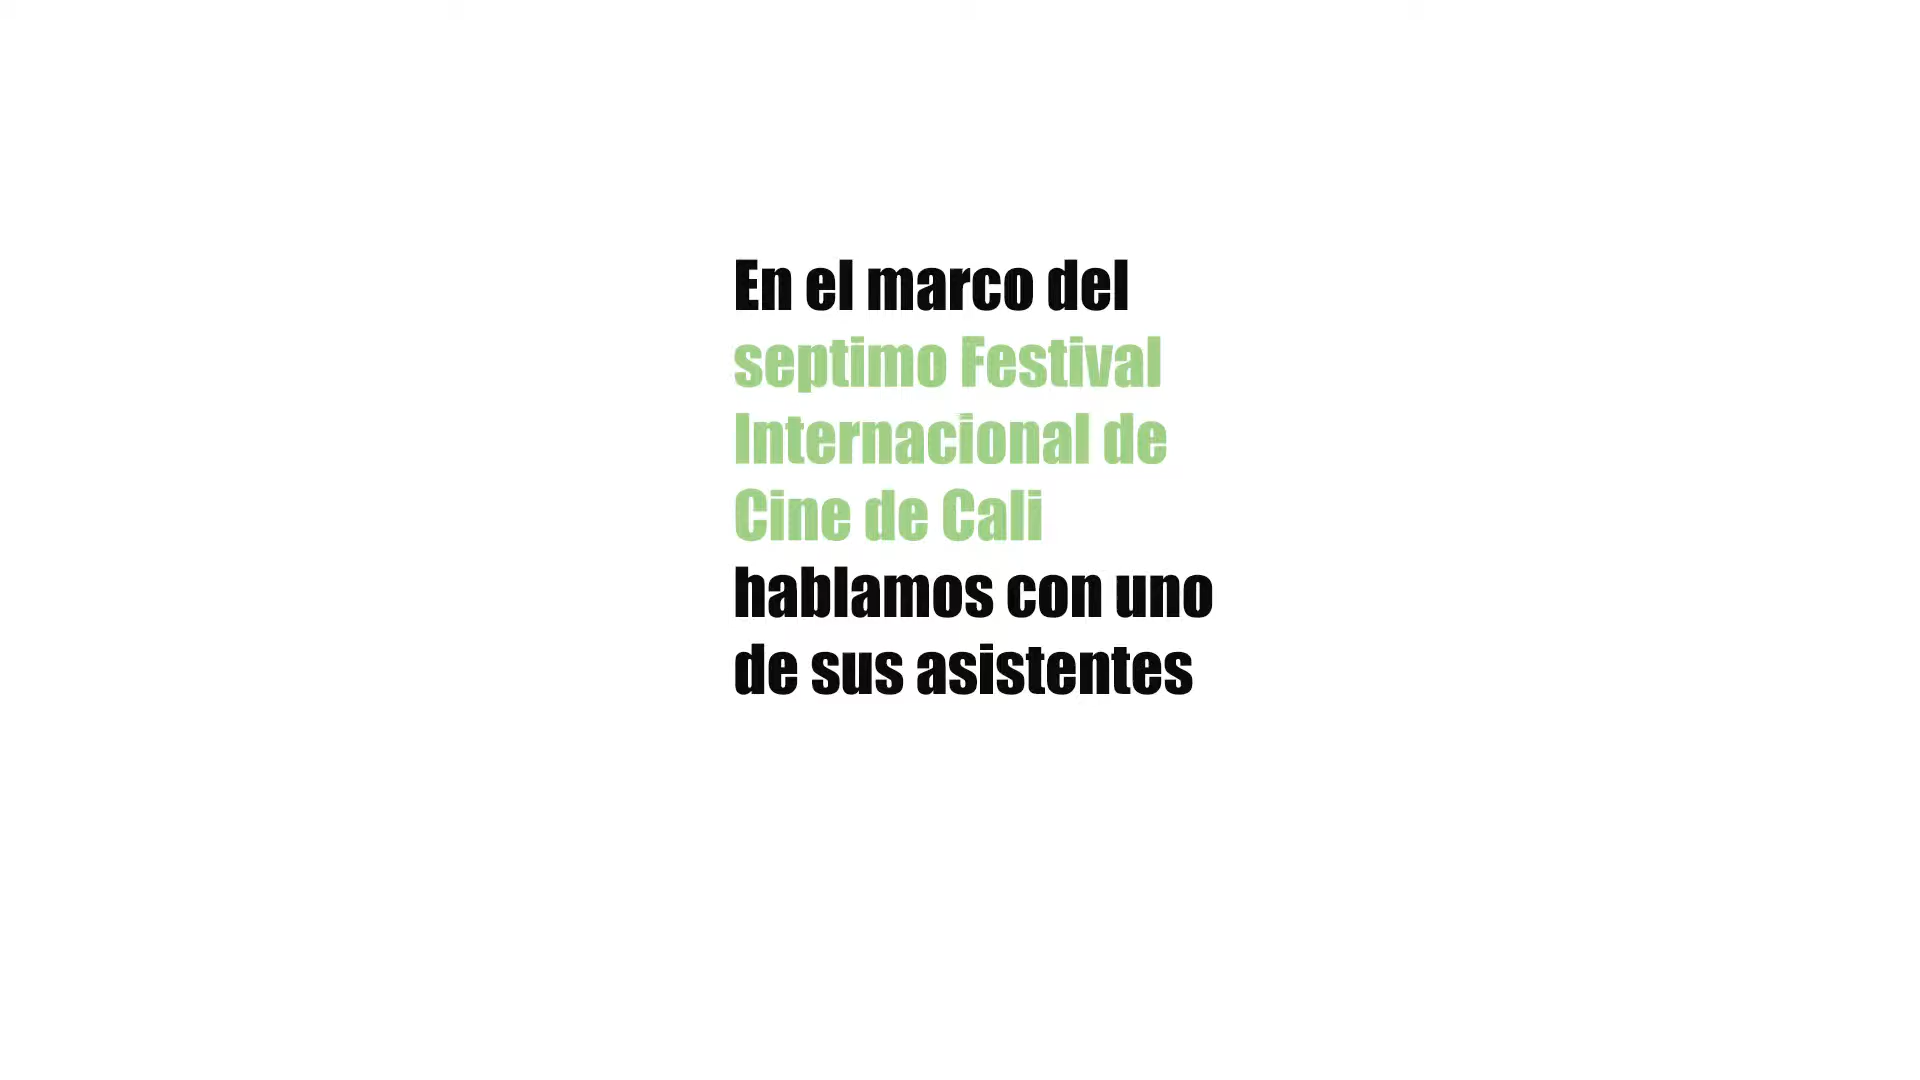 En el marco del
septimo Festival
Internacional de
Cine de Cali
hablamos con uno
de sus asistentes